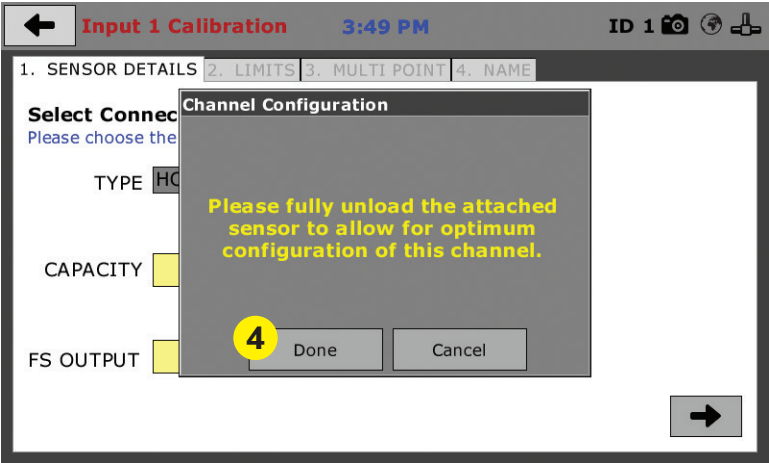 Input 1 Calibration 3:49 PM ID 1
1. SENSOR DETAILS 2. LIMITS 3. MULTI POINT 4. NAME
Select Connec
Please choose the
Channel Configuration
TYPE HO
Please fully unload the attached
sensor to allow for optimum
configuration of this channel.
CAPACITY
4 Done Cancel
FS OUTPUT